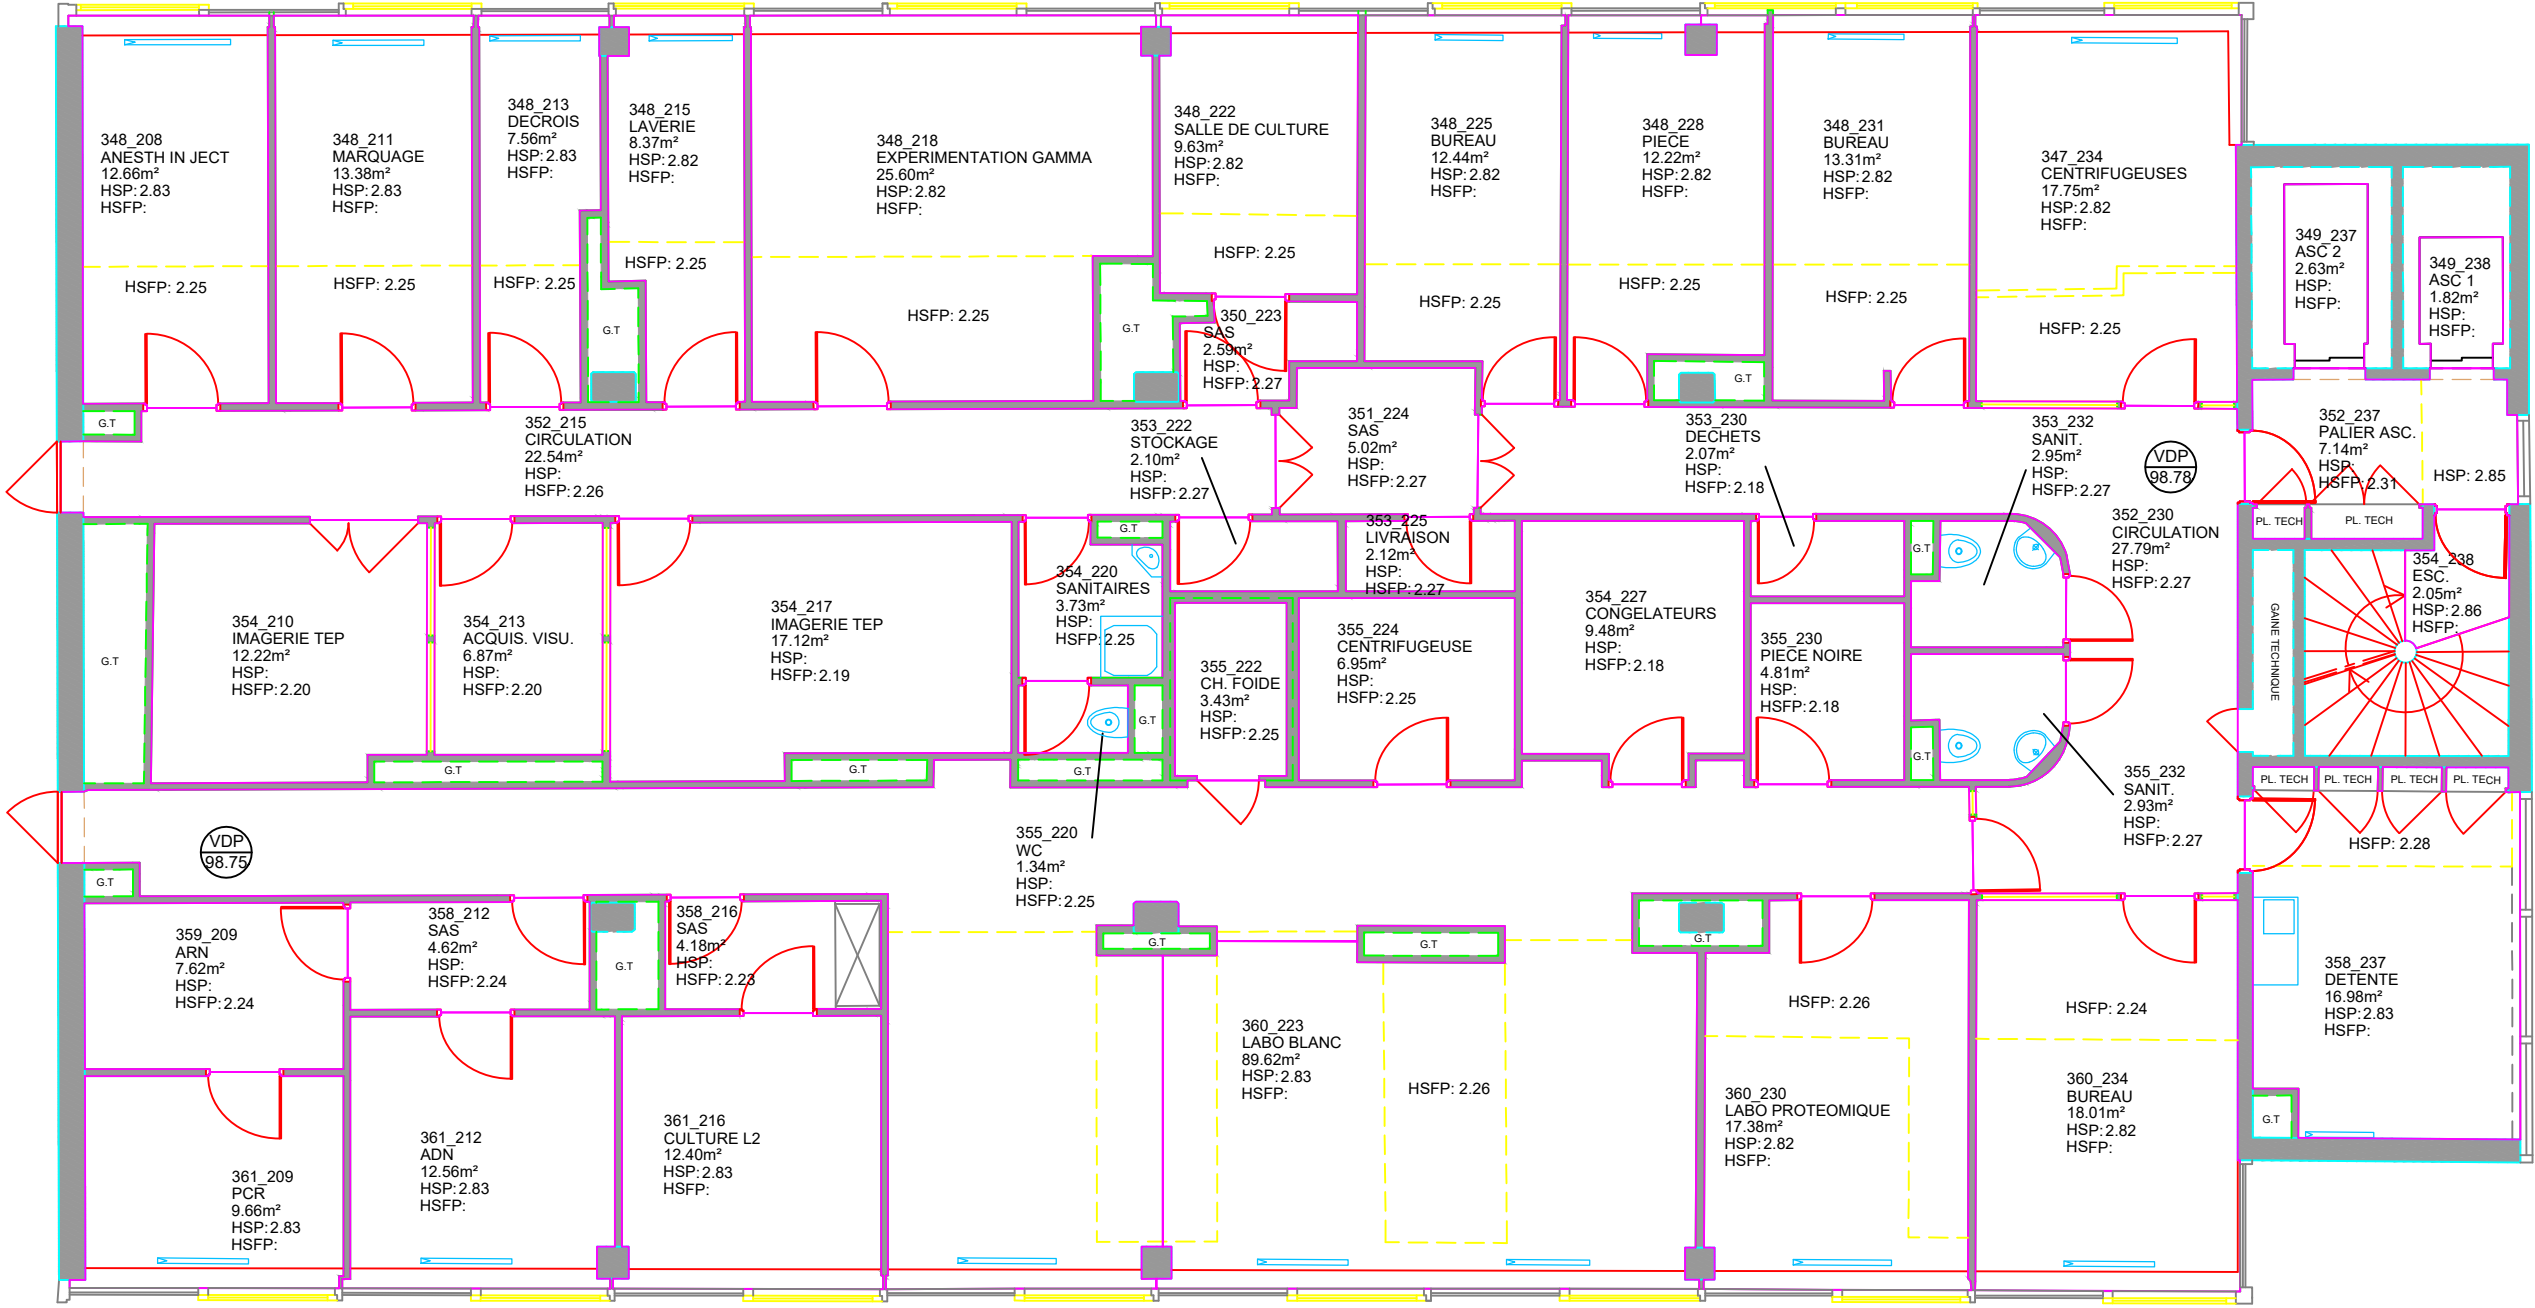 348_208
ANESTH IN JECT
12.66m²
HSP:2.83
HSFP:
HSFP: 2.25
348_211
MARQUAGE
13.38m²
HSP:2.83
HSFP:
HSFP: 2.25
348_213
DECROIS
7.56m²
HSP:2.83
HSFP:
HSFP: 2.25
348_215
LAVERIE
8.37m²
HSP:2.82
HSFP:
HSFP: 2.25
G.T
348_218
EXPERIMENTATION GAMMA
25.60m²
HSP:2.82
HSFP:
HSFP: 2.25
G.T
348_222
SALLE DE CULTURE
9.63m²
HSP:2.82
HSFP:
HSFP: 2.25
350_223
SAS
2.59m²
HSP:
HSFP:2.27
348_225
BUREAU
12.44m²
HSP:2.82
HSFP:
HSFP: 2.25
348_228
PIECE
12.22m²
HSP:2.82
HSFP:
HSFP: 2.25
G.T
348_231
BUREAU
13.31m²
HSP:2.82
HSFP:
HSFP: 2.25
347_234
CENTRIFUGEUSES
17.75m²
HSP:2.82
HSFP:
HSFP: 2.25
349_237
ASC 2
2.63m²
HSP:
HSFP:
349_238
ASC 1
1.82m²
HSP:
HSFP:
G.T
352_215
CIRCULATION
22.54m²
HSP:
HSFP:2.26
353_222
STOCKAGE
2.10m²
HSP:
HSFP:2.27
351_224
SAS
5.02m²
HSP:
HSFP:2.27
353_230
DECHETS
2.07m²
HSP:
HSFP:2.18
353_232
SANIT.
2.95m²
HSP:
HSFP:2.27
VDP
98.78
352_237
PALIER ASC.
7.14m²
HSP:
HSFP:2.31
HSP: 2.85
352_230
CIRCULATION
27.79m²
HSP:
HSFP:2.27
PL. TECH
PL. TECH
G.T
354_210
IMAGERIE TEP
12.22m²
HSP:
HSFP:2.20
354_213
ACQUIS. VISU.
6.87m²
HSP:
HSFP:2.20
G.T
354_217
IMAGERIE TEP
17.12m²
HSP:
HSFP:2.19
G.T
G.T
354_220
SANITAIRES
3.73m²
HSP:
HSFP:2.25
G.T
G.T
353_225
LIVRAISON
2.12m²
HSP:
HSFP:2.27
355_222
CH. FOIDE
3.43m²
HSP:
HSFP:2.25
355_224
CENTRIFUGEUSE
6.95m²
HSP:
HSFP:2.25
354_227
CONGELATEURS
9.48m²
HSP:
HSFP:2.18
355_230
PIECE NOIRE
4.81m²
HSP:
HSFP:2.18
G.T
G.T
GAINE TECHNIQUE
354_238
ESC.
2.05m²
HSP:2.86
HSFP:
355_232
SANIT.
2.93m²
HSP:
HSFP:2.27
PL. TECH
PL. TECH
PL. TECH
PL. TECH
HSFP: 2.28
VDP
98.75
355_220
WC
1.34m²
HSP:
HSFP:2.25
G.T
359_209
ARN
7.62m²
HSP:
HSFP:2.24
358_212
SAS
4.62m²
HSP:
HSFP:2.24
G.T
358_216
SAS
4.18m²
HSP:
HSFP:2.23
G.T
G.T
G.T
361_209
PCR
9.66m²
HSP:2.83
HSFP:
361_212
ADN
12.56m²
HSP:2.83
HSFP:
361_216
CULTURE L2
12.40m²
HSP:2.83
HSFP:
360_223
LABO BLANC
89.62m²
HSP:2.83
HSFP:
HSFP: 2.26
HSFP: 2.26
360_230
LABO PROTEOMIQUE
17.38m²
HSP:2.82
HSFP:
HSFP: 2.24
360_234
BUREAU
18.01m²
HSP:2.82
HSFP:
358_237
DETENTE
16.98m²
HSP:2.83
HSFP:
G.T